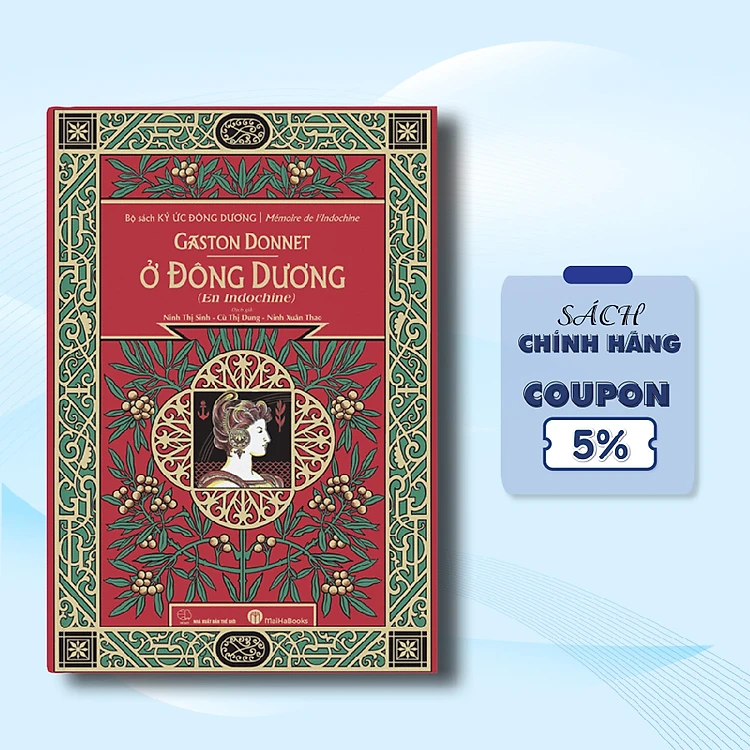 Bộ sách KÝ ỨC ĐÔNG DƯƠNG | Mémoire de l'Indochine
GASTON DONNET
Ở ĐÔNG DƯƠNG
(En Indochine)
Dịch giả
Ninh Thị Sinh - Cù Thị Dung - Ninh Xuân Thao
NHÀ XUẤT BẢN THẾ GIỚI
MaiHaBooks
SÁCH
CHÍNH HÃNG
COUPON
5%